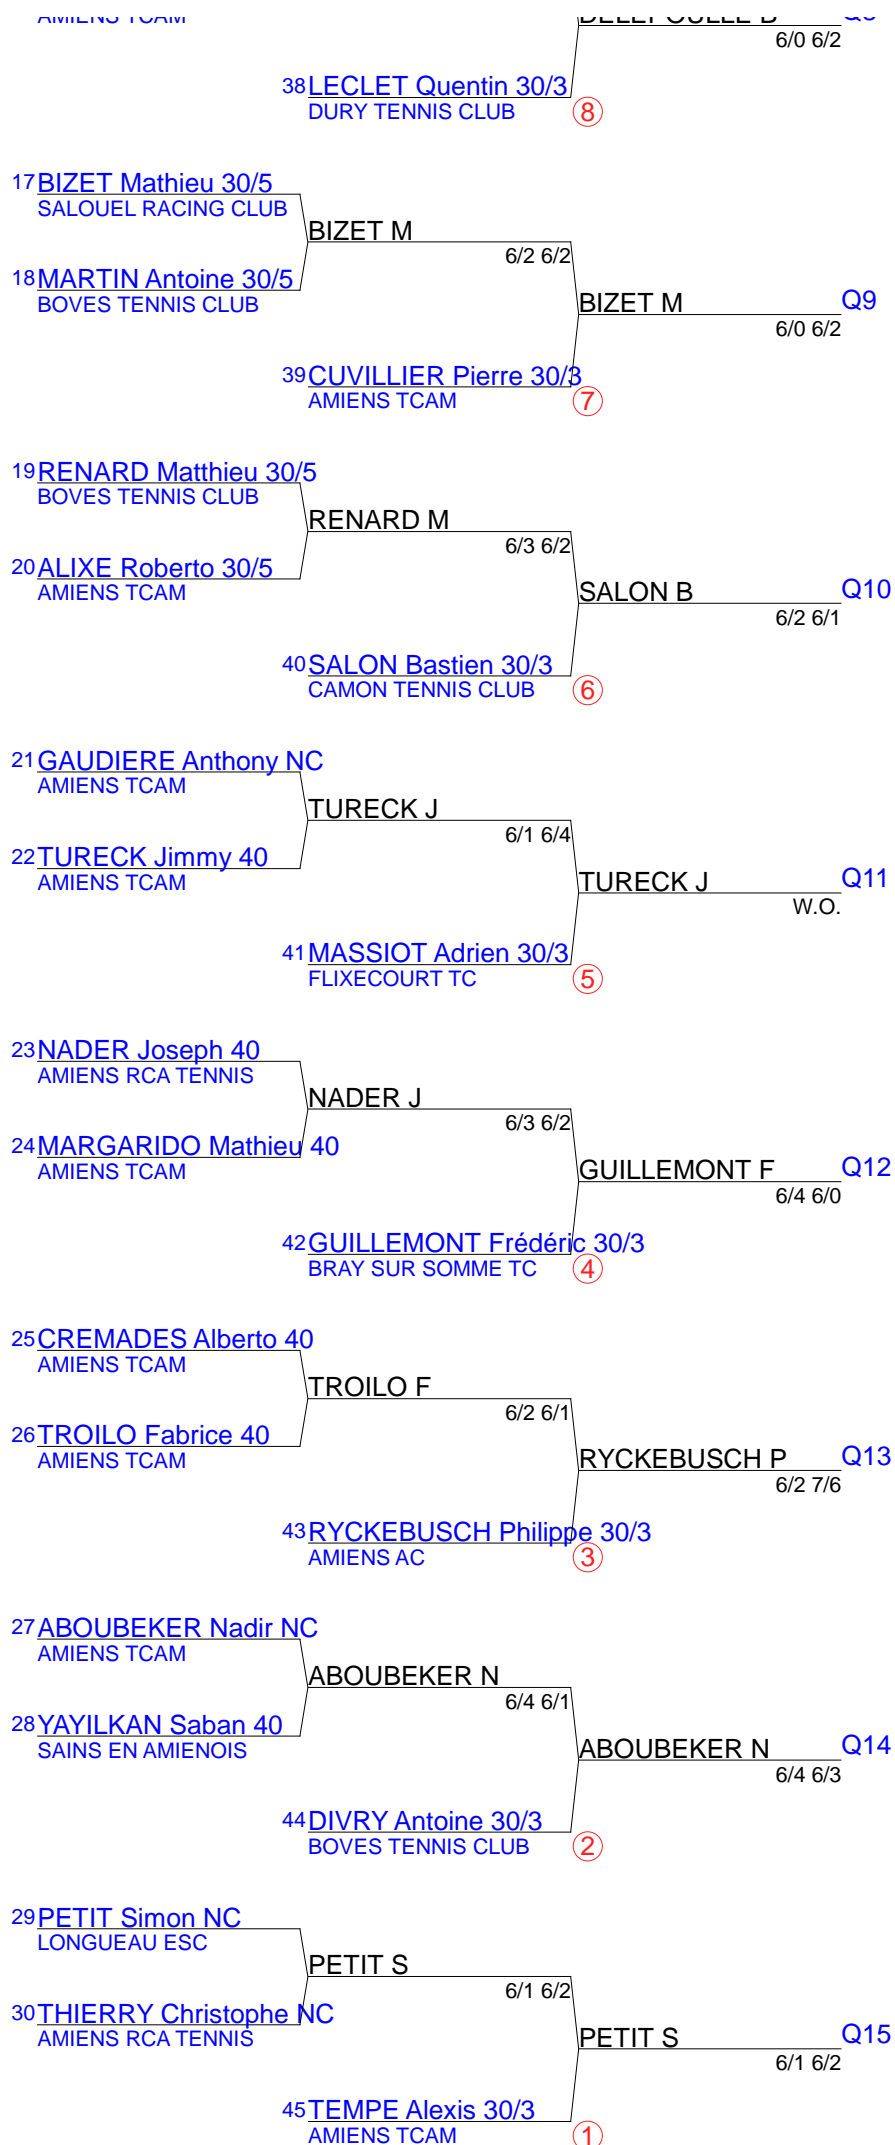 6/0 6/2
38 LECLET Quentin 30/3
DURY TENNIS CLUB
8
17 BIZET Mathieu 30/5
SALOUEL RACING CLUB
BIZET M
6/2 6/2
18 MARTIN Antoine 30/5
BOVES TENNIS CLUB
BIZET M
Q9
6/0 6/2
39 CUVILLIER Pierre 30/3
AMIENS TCAM
7
19 RENARD Matthieu 30/5
BOVES TENNIS CLUB
RENARD M
6/3 6/2
20 ALIXE Roberto 30/5
AMIENS TCAM
SALON B
Q10
6/2 6/1
40 SALON Bastien 30/3
CAMON TENNIS CLUB
6
21 GAUDIERE Anthony NC
AMIENS TCAM
TURECK J
6/1 6/4
22 TURECK Jimmy 40
AMIENS TCAM
TURECK J
Q11
W.O.
41 MASSIOT Adrien 30/3
FLIXECOURT TC
5
23 NADER Joseph 40
AMIENS RCA TENNIS
NADER J
6/3 6/2
24 MARGARIDO Mathieu 40
AMIENS TCAM
GUILLEMONT F
Q12
6/4 6/0
42 GUILLEMONT Frédéric 30/3
BRAY SUR SOMME TC
4
25 CREMADES Alberto 40
AMIENS TCAM
TROILO F
6/2 6/1
26 TROILO Fabrice 40
AMIENS TCAM
RYCKEBUSCH P
Q13
6/2 7/6
43 RYCKEBUSCH Philippe 30/3
AMIENS AC
3
27 ABOUBEKER Nadir NC
AMIENS TCAM
ABOUBEKER N
6/4 6/1
28 YAYILKAN Saban 40
SAINS EN AMIENOIS
ABOUBEKER N
Q14
6/4 6/3
44 DIVRY Antoine 30/3
BOVES TENNIS CLUB
2
29 PETIT Simon NC
LONGUEAU ESC
PETIT S
6/1 6/2
30 THIERRY Christophe NC
AMIENS RCA TENNIS
PETIT S
Q15
6/1 6/2
45 TEMPE Alexis 30/3
AMIENS TCAM
1